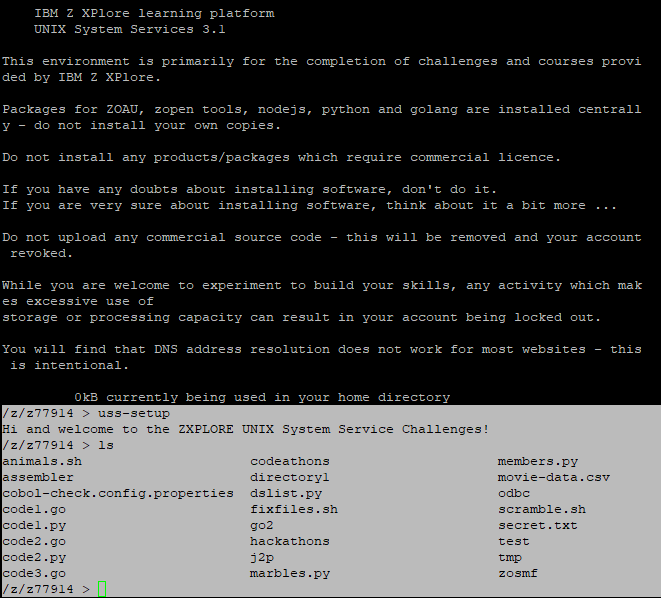 IBM Z XPlore learning platform
UNIX System Services 3.1
This environment is primarily for the completion of challenges and courses provi
ded by IBM Z XPlore.
Packages for ZOAU, zopen tools, nodejs, python and golang are installed centrall
y - do not install your own copies.
Do not install any products/packages which require commercial licence.
If you have any doubts about installing software, don't do it.
If you are very sure about installing software, think about it a bit more ...
Do not upload any commercial source code - this will be removed and your account
revoked.
While you are welcome to experiment to build your skills, any activity which mak
es excessive use of
storage or processing capacity can result in your account being locked out.
You will find that DNS address resolution does not work for most websites - this
is intentional.
0kB currently being used in your home directory
/z/z77914 > uss-setup
Hi and welcome to the ZXPLORE UNIX System Service Challenges!
/z/z77914 > ls
animals.sh codeathons members.py
assembler directory1 movie-data.csv
cobol-check.config.properties dslist.py odbc
code1.go fixfiles.sh scramble.sh
code1.py go2 secret.txt
code2.go hackathons test
code2.py j2p tmp
code3.go marbles.py zosmf
/z/z77914 >